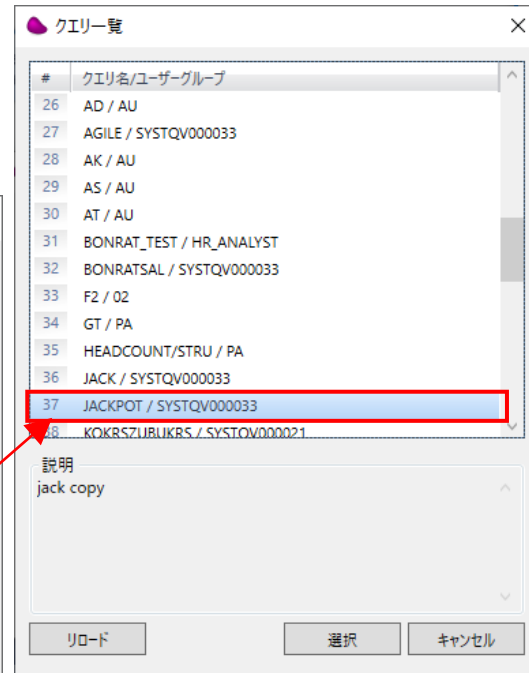 クエリ一覧
# クエリ名/ユーザーグループ
26 AD / AU
27 AGILE / SYSTQV000033
28 AK / AU
29 AS / AU
30 AT / AU
31 BONRAT_TEST / HR_ANALYST
32 BONRATSAL / SYSTQV000033
33 F2 / 02
34 GT / PA
35 HEADCOUNT/STRU / PA
36 JACK / SYSTQV000033
37 JACKPOT / SYSTQV000033
38 KOKRSZUBUKRS / SYSTQV000021
説明
jack copy
リロード 選択 キャンセル